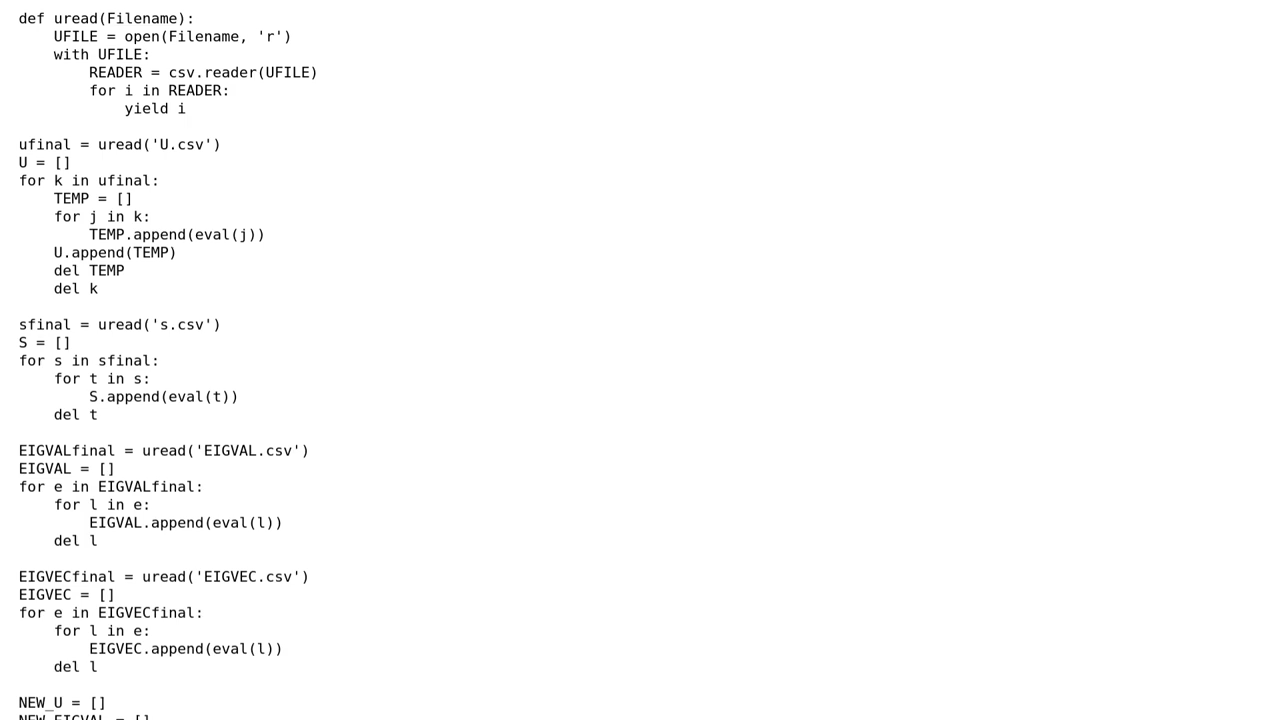 def uread(Filename):
    UFILE = open(Filename, 'r')
    with UFILE:
        READER = csv.reader(UFILE)
        for i in READER:
            yield i

ufinal = uread('U.csv')
U = []
for k in ufinal:
    TEMP = []
    for j in k:
        TEMP.append(eval(j))
    U.append(TEMP)
    del TEMP
    del k

sfinal = uread('s.csv')
S = []
for s in sfinal:
    for t in s:
        S.append(eval(t))
    del t

EIGVALfinal = uread('EIGVAL.csv')
EIGVAL = []
for e in EIGVALfinal:
    for l in e:
        EIGVAL.append(eval(l))
    del l

EIGVECfinal = uread('EIGVEC.csv')
EIGVEC = []
for e in EIGVECfinal:
    for l in e:
        EIGVEC.append(eval(l))
    del l

NEW_U = []
NEW_EIGVAL = []